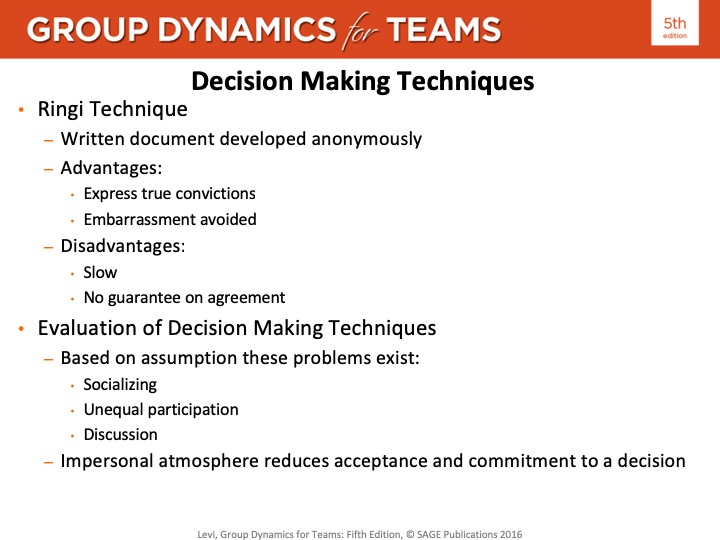 GROUP DYNAMICS for TEAMS
5th
edition
Decision Making Techniques
• Ringi Technique
– Written document developed anonymously
– Advantages:
• Express true convictions
• Embarrassment avoided
– Disadvantages:
• Slow
• No guarantee on agreement
• Evaluation of Decision Making Techniques
– Based on assumption these problems exist:
• Socializing
• Unequal participation
• Discussion
– Impersonal atmosphere reduces acceptance and commitment to a decision
Levi, Group Dynamics for Teams: Fifth Edition, © SAGE Publications 2016